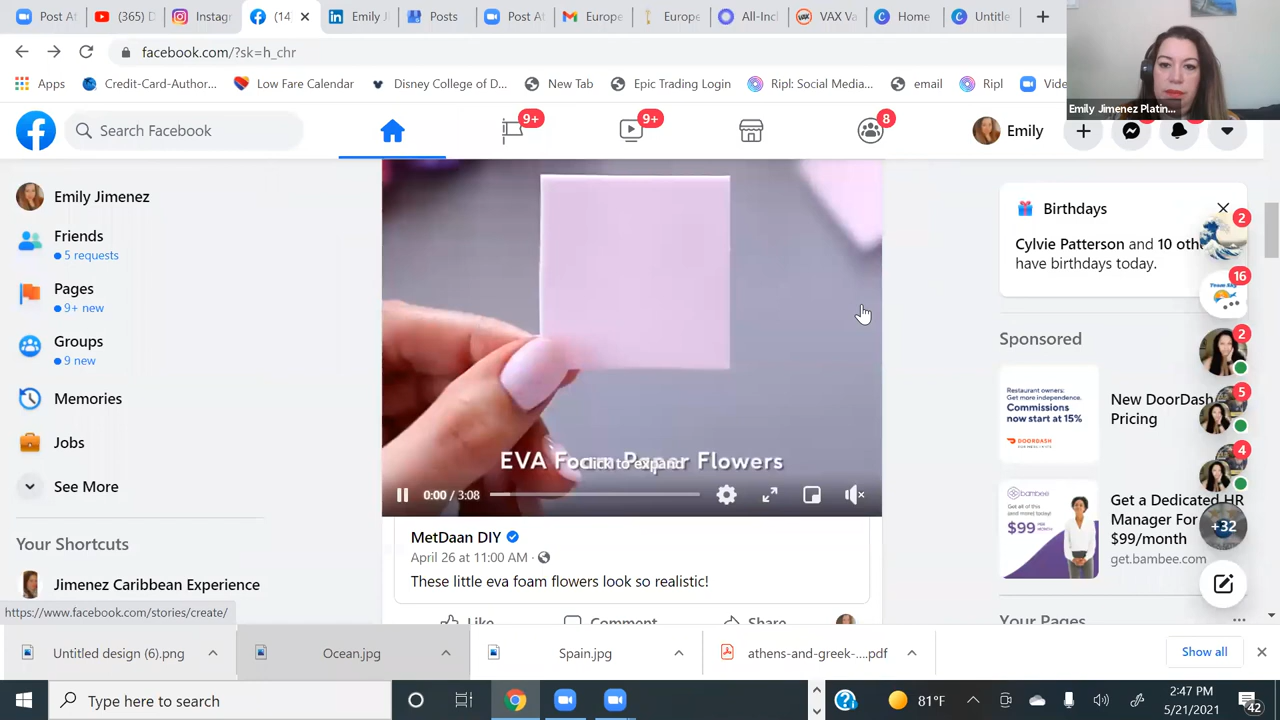 Post At
(365) D
Instag
(14
Emily J
Posts
Post At
Europe
Europe
All-Inc
VAX Va
Home
Untitle
facebook.com/?sk=h_chr
Apps
Credit-Card-Author...
Low Fare Calendar
Disney College of D...
New Tab
Epic Trading Login
Ripl: Social Media...
email
Ripl
Vide
Emily Jimenez Platin...
Search Facebook
9+
9+
8
Emily
Emily Jimenez
Friends
5 requests
Pages
9+ new
Groups
9 new
Memories
Jobs
See More
Your Shortcuts
Jimenez Caribbean Experience
https://www.facebook.com/stories/create/
EVA Foam Paper Flowers
Click to expand
0:00 / 3:08
MetDaan DIY
April 26 at 11:00 AM
These little eva foam flowers look so realistic!
Like
Comment
Share
Birthdays
Cylvie Patterson and 10 oth
have birthdays today.
2
16
2
5
4
+32
Sponsored
Restaurant owners:
Get more independence.
Commissions
now start at 15%
DOORDASH
New DoorDash
Pricing
bambee
Get a Dedicated HR
Manager For
$99/month
get.bambee.com
$99
Your Pages
Untitled design (6).png
Ocean.jpg
Spain.jpg
athens-and-greek-....pdf
Show all
Type here to search
81°F
2:47 PM
5/21/2021
42